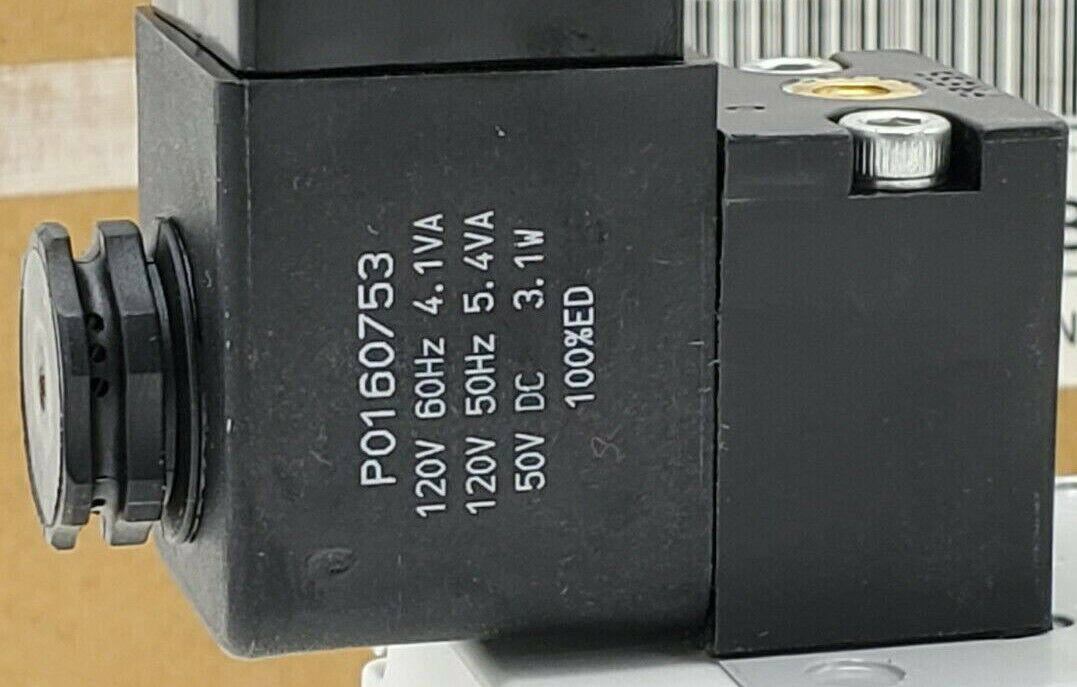 P0160753
120V 60Hz 4.1VA
120V 50Hz 5.4VA
50V DC 3.1W
100%ED